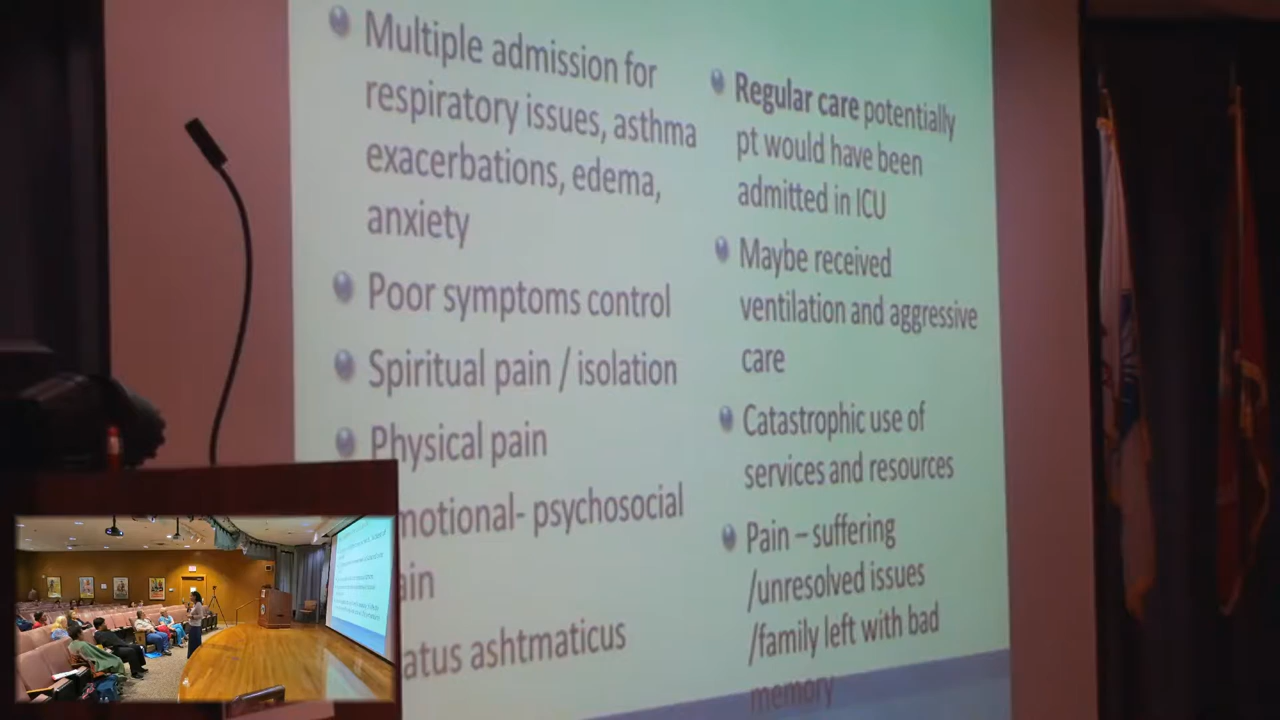 Multiple admission for
respiratory issues, asthma
exacerbations, edema,
anxiety
Poor symptoms control
Spiritual pain / isolation
Physical pain
motional- psychosocial
ain
atus ashtmaticus
Regular care potentially
pt would have been
admitted in ICU
Maybe received
ventilation and aggressive
care
Catastrophic use of
services and resources
Pain – suffering
/unresolved issues
/family left with bad
memory